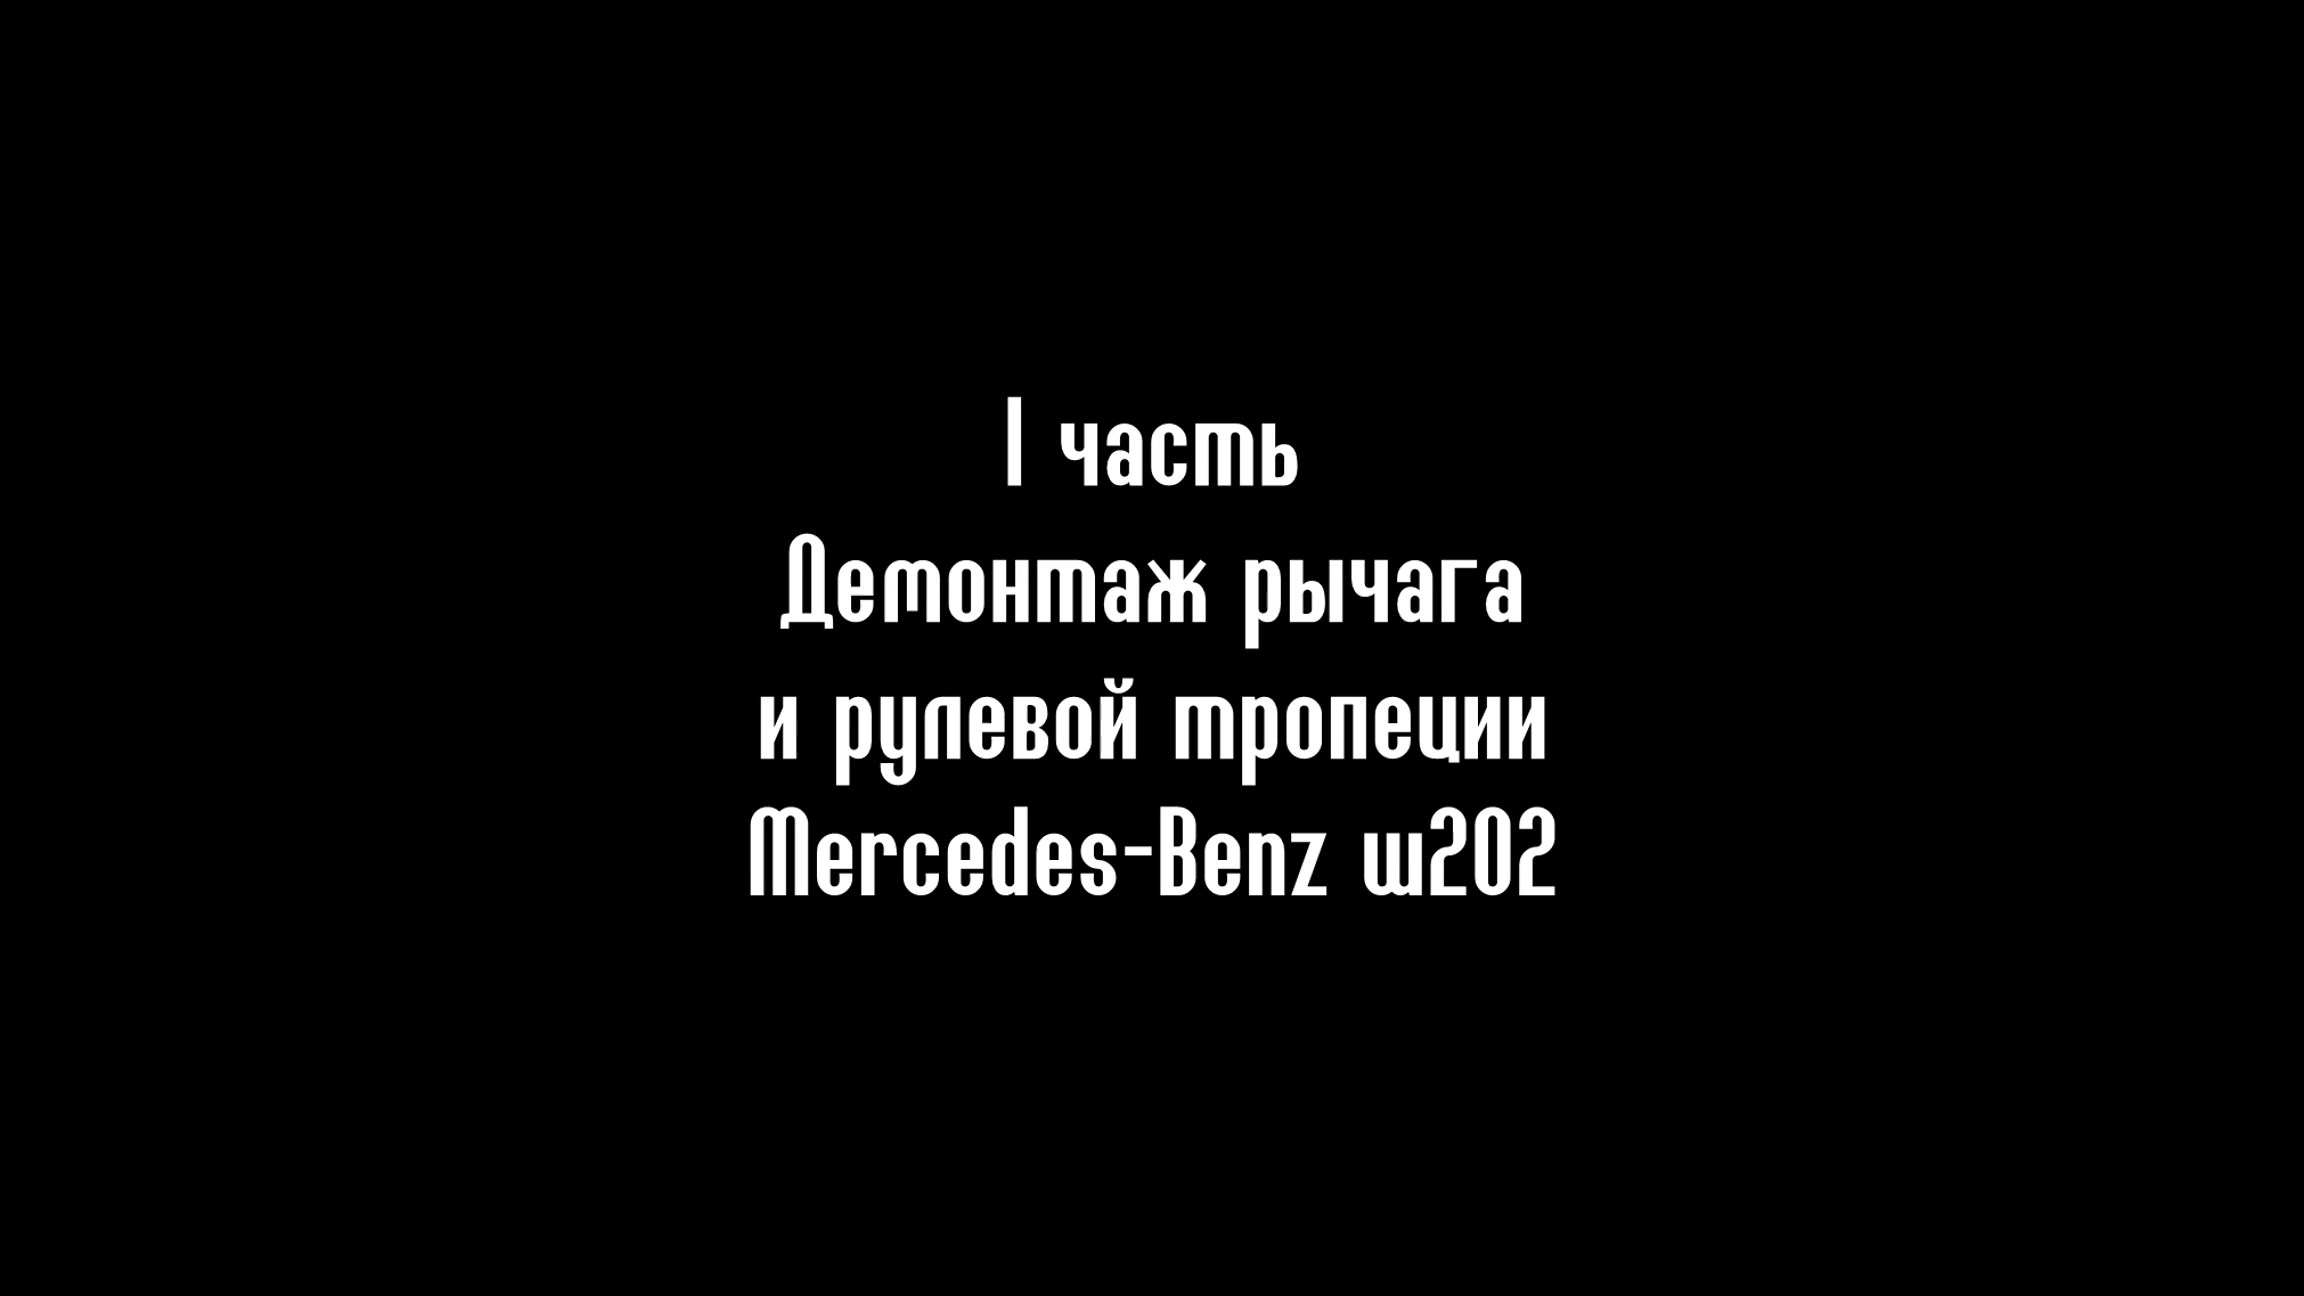 I часть
Демонтаж рычага
и рулевой тропеции
Mercedes-Benz w202